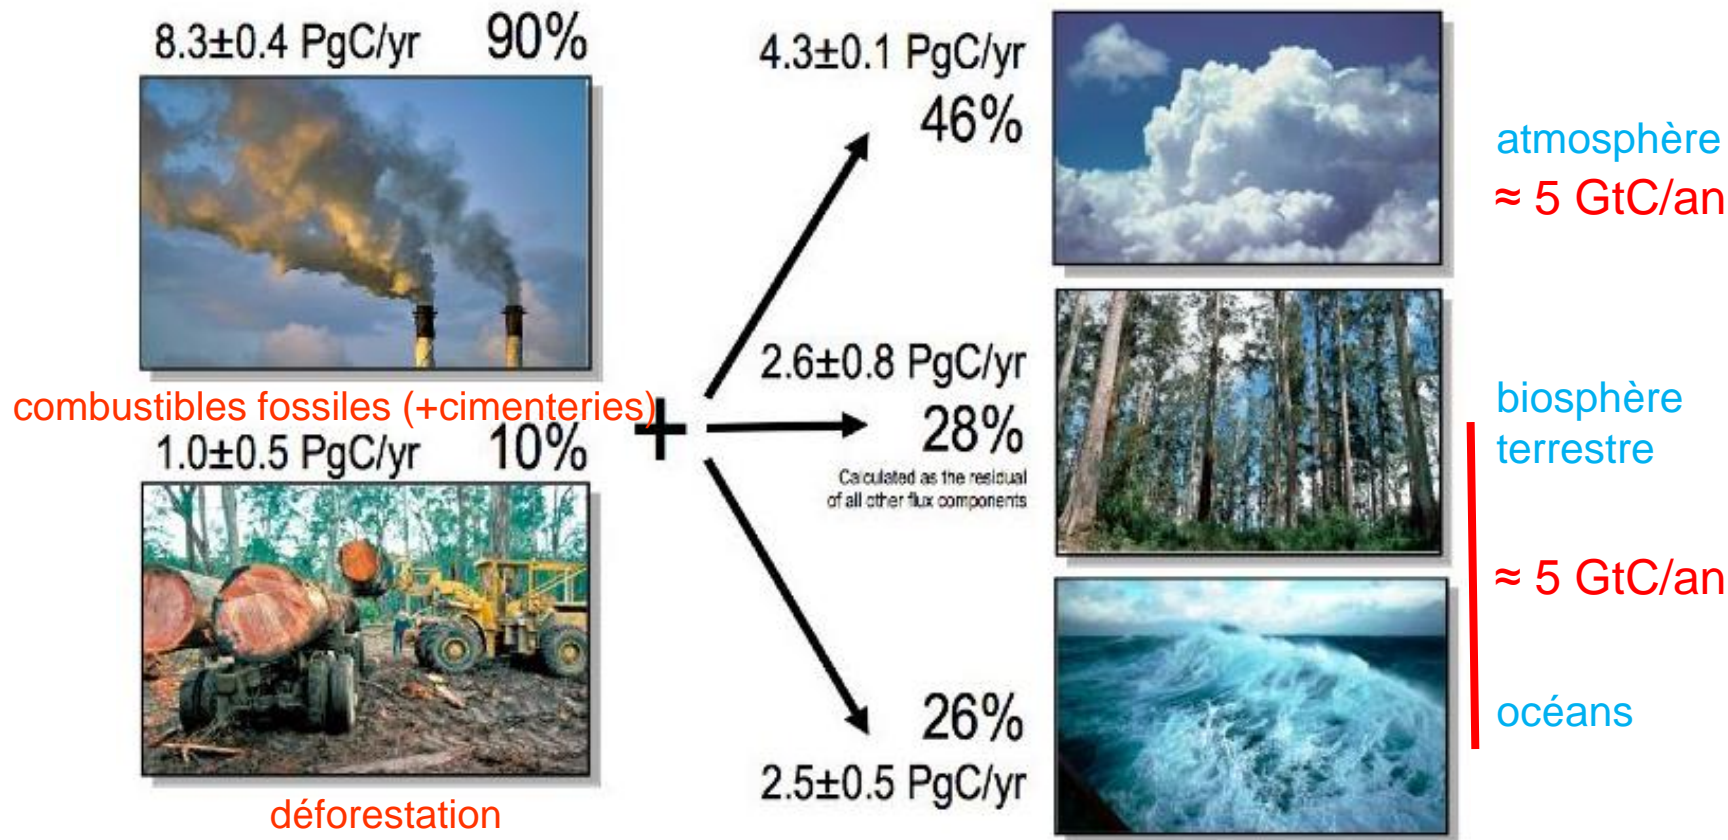 8.3±0.4 PgC/yr 90%
combustibles fossiles (+cimenteries)
1.0±0.5 PgC/yr 10%
déforestation
+
4.3±0.1 PgC/yr
46%
2.6±0.8 PgC/yr
28%
Calculated as the residual
of all other flux components
26%
2.5±0.5 PgC/yr
atmosphère
≈ 5 GtC/an
biosphère
terrestre
≈ 5 GtC/an
océans